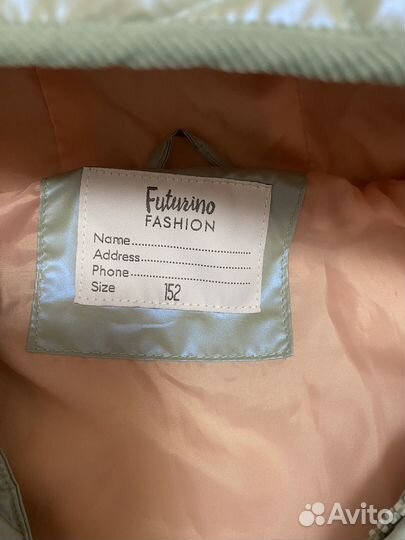 Futurino
FASHION
Name
Address
Phone
Size 152
Avito